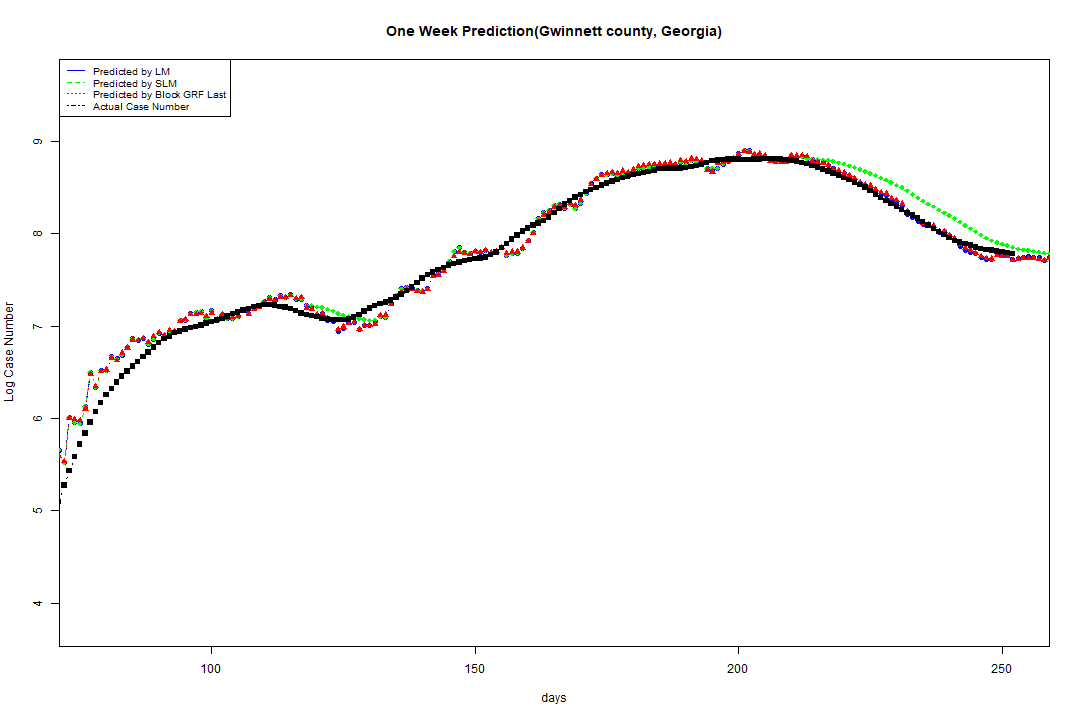 One Week Prediction(Gwinnett county, Georgia)
Predicted by LM
Predicted by SLM
Predicted by Block GRF Last
Actual Case Number
Log Case Number
9
8
7
6
5
4
100 150 200 250
days